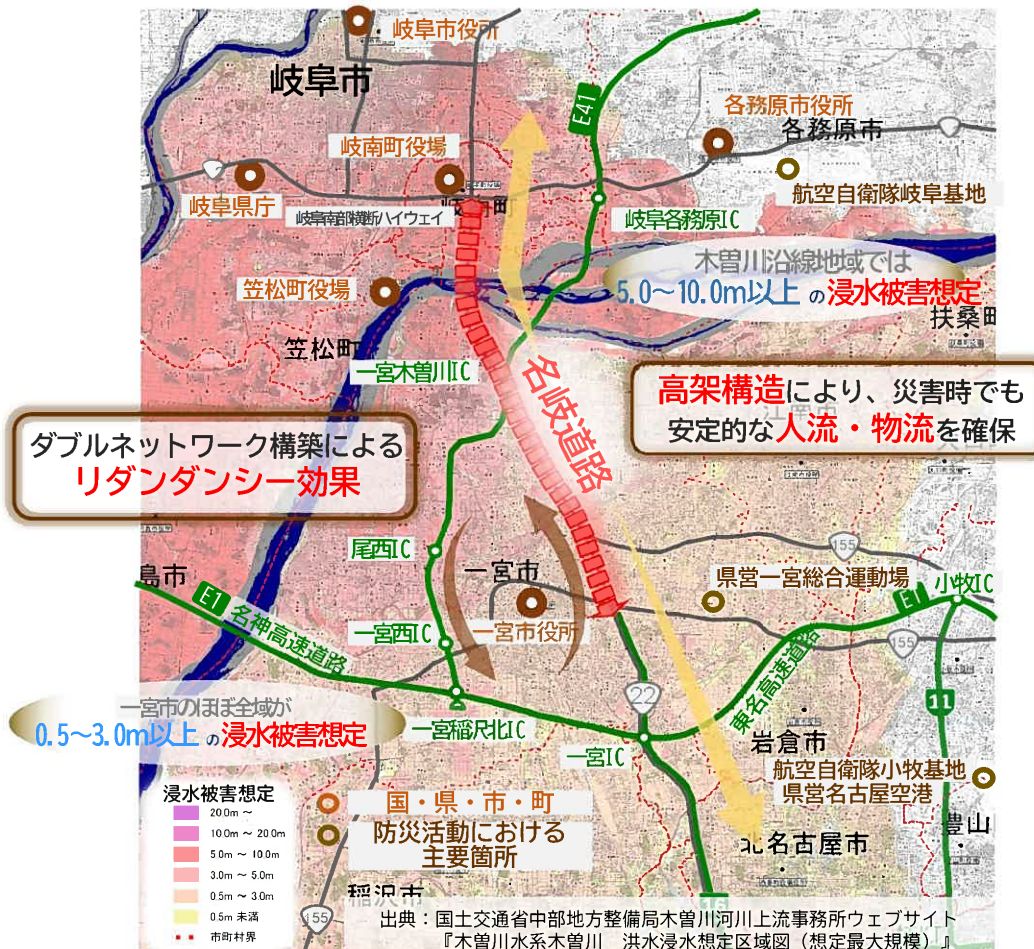 岐阜市役所
岐阜市
E41
各務原市役所
各務原市
岐南町役場
航空自衛隊岐阜基地
岐阜県庁
岐阜南部横断ハイウェイ
岐阜各務原IC
木曽川沿線地域では
5.0～10.0m以上 の 浸水被害想定
笠松町役場
扶桑町
笠松町
一宮木曽川IC
名岐道路
高架構造により、災害時でも
安定的な人流・物流を確保
ダブルネットワーク構築による
リダンダンシー効果
尾西IC
155
一宮市
県営一宮総合運動場
小牧IC
島市
E1 名神高速道路
一宮西IC
一宮市役所
E1
155
東名高速道路
22
11
一宮市のほぼ全域が
0.5～3.0m以上 の 浸水被害想定
一宮稲沢北IC
一宮IC
岩倉市
航空自衛隊小牧基地
県営名古屋空港
浸水被害想定
20.0m ～
10.0m ～ 20.0m
5.0m ～ 10.0m
3.0m ～ 5.0m
0.5m ～ 3.0m
0.5m 未満
市町村界
国・県・市・町
防災活動における
主要箇所
豊山
北名古屋市
稲沢市
155
16
出典：国土交通省中部地方整備局木曽川河川上流事務所ウェブサイト
『木曽川水系木曽川　洪水浸水想定区域図（想定最大規模）』